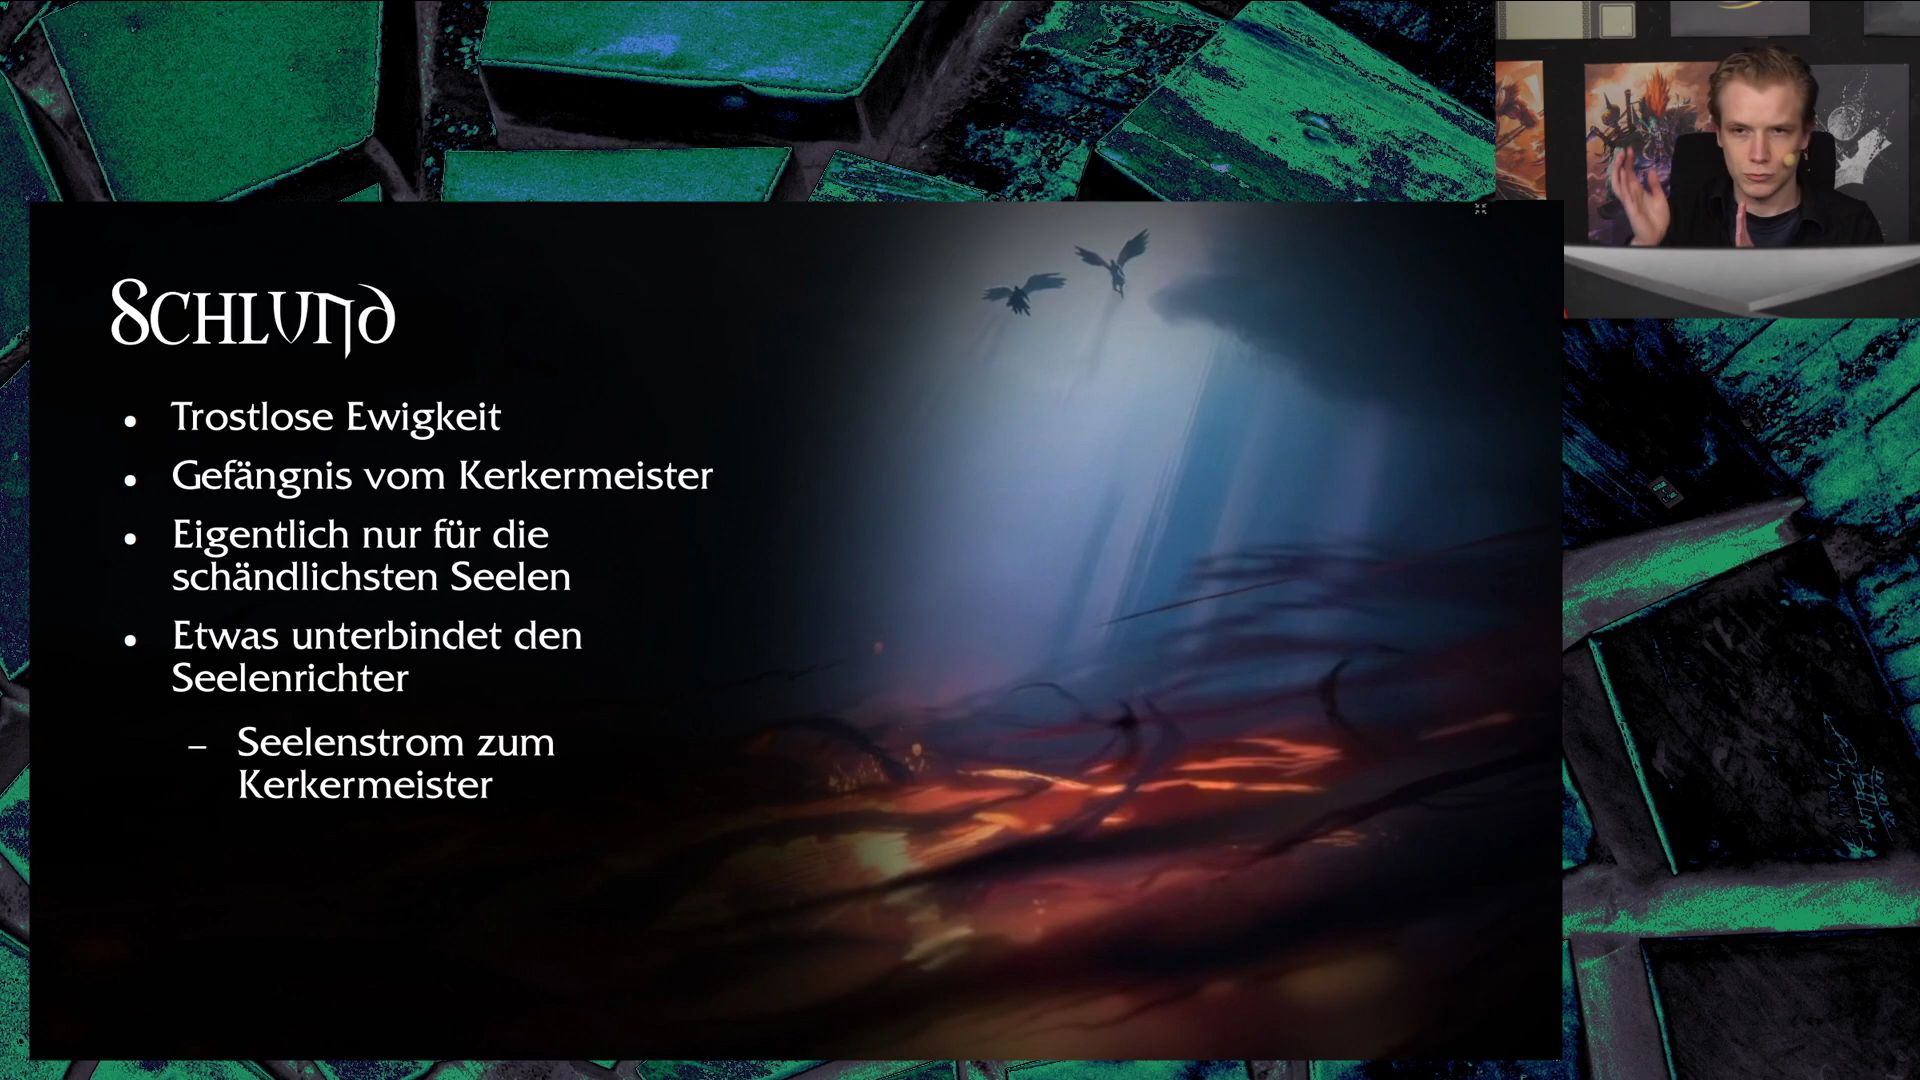 Schlund
• Trostlose Ewigkeit
• Gefängnis vom Kerkermeister
• Eigentlich nur für die
schändlichsten Seelen
• Etwas unterbindet den
Seelenrichter
– Seelenstrom zum
Kerkermeister